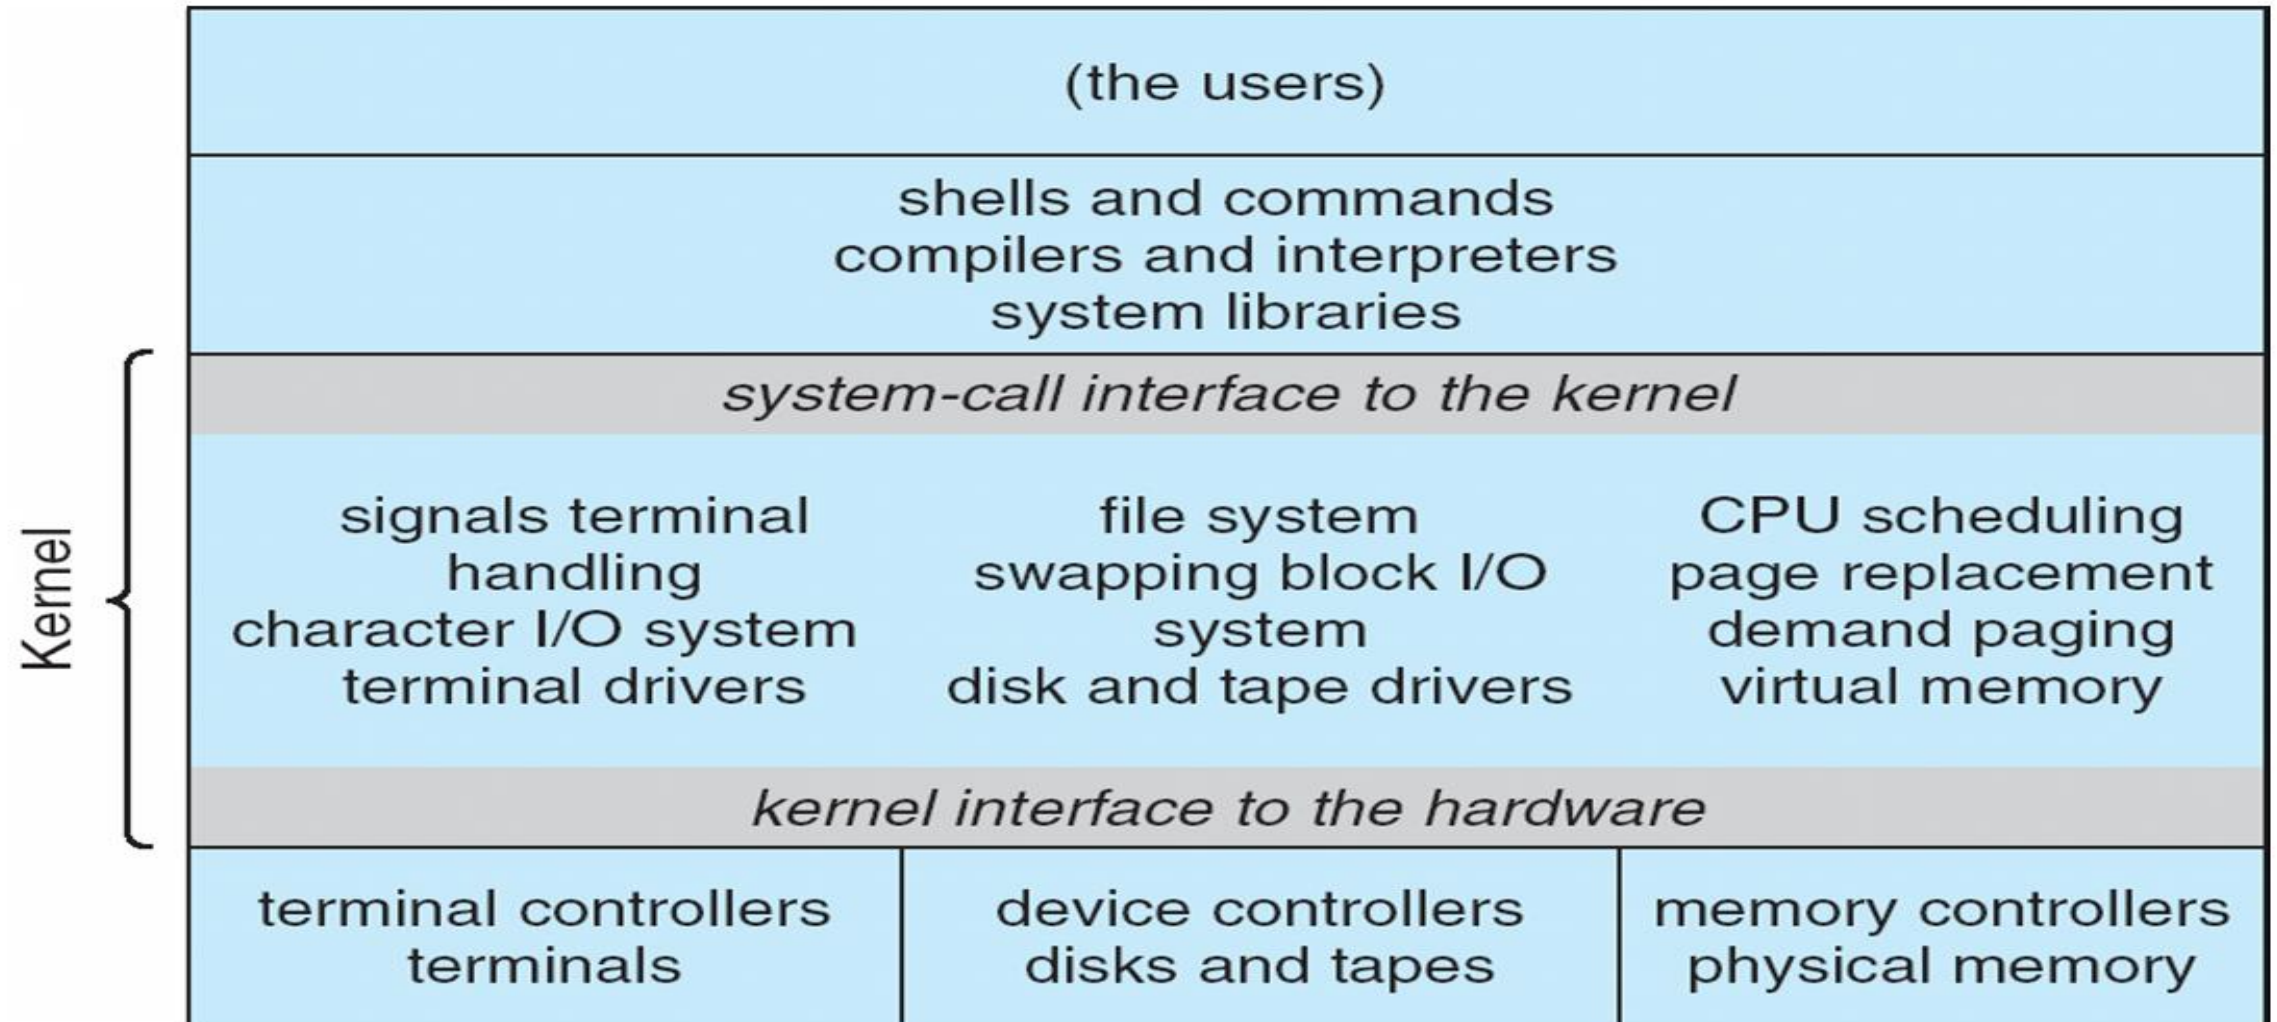 (the users)
shells and commands
compilers and interpreters
system libraries
Kernel
system-call interface to the kernel
signals terminal
handling
character I/O system
terminal drivers
file system
swapping block I/O
system
disk and tape drivers
CPU scheduling
page replacement
demand paging
virtual memory
kernel interface to the hardware
terminal controllers
terminals
device controllers
disks and tapes
memory controllers
physical memory